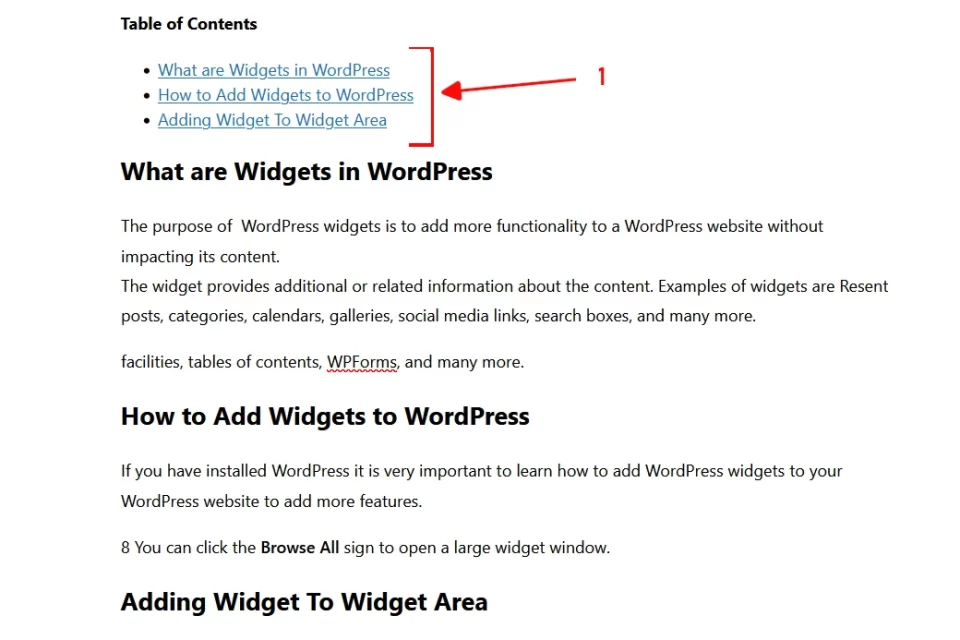 Table of Contents
What are Widgets in WordPress
How to Add Widgets to WordPress
Adding Widget To Widget Area
1
What are Widgets in WordPress
The purpose of  WordPress widgets is to add more functionality to a WordPress website without
impacting its content.
The widget provides additional or related information about the content. Examples of widgets are Resent
posts, categories, calendars, galleries, social media links, search boxes, and many more.
facilities, tables of contents, WPForms, and many more.
How to Add Widgets to WordPress
If you have installed WordPress it is very important to learn how to add WordPress widgets to your
WordPress website to add more features.
8 You can click the Browse All sign to open a large widget window.
Adding Widget To Widget Area